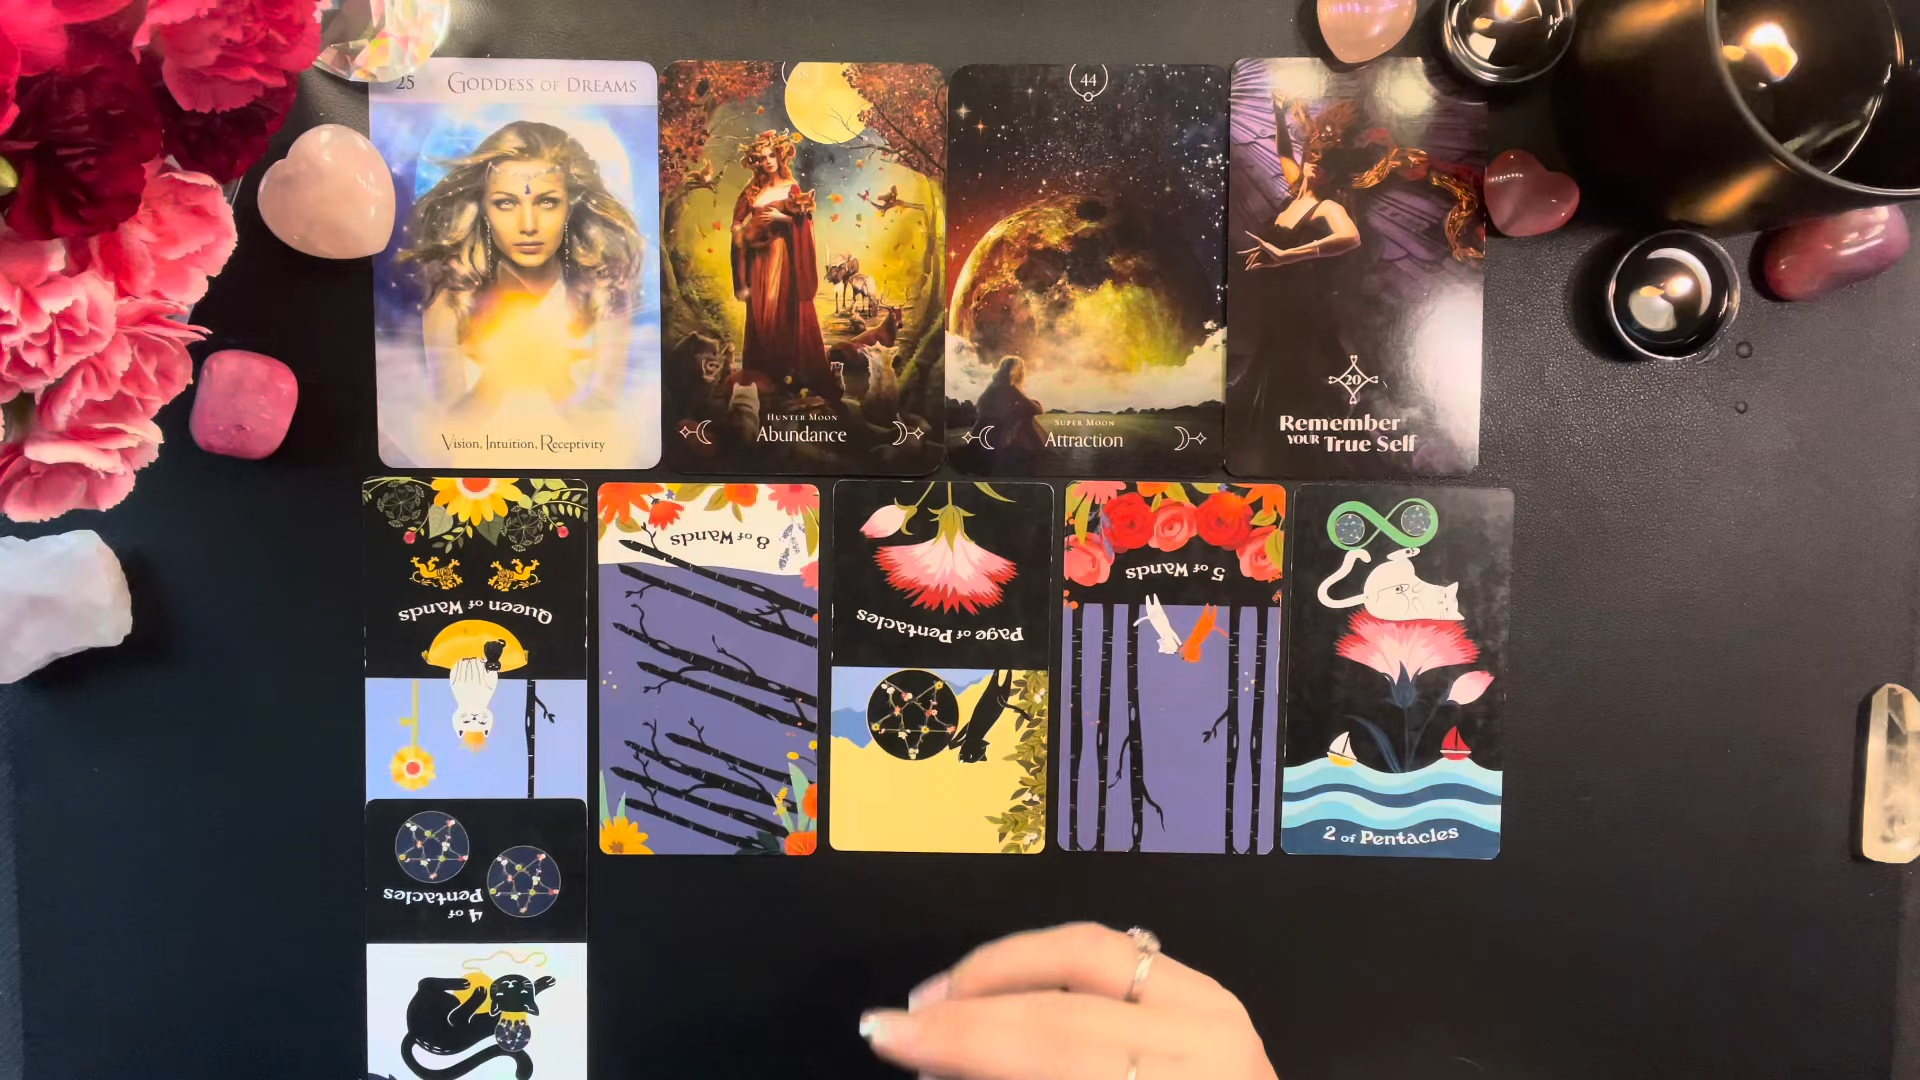 25 GODDESS OF DREAMS
Vision, Intuition, Receptivity
HUNTER MOON
Abundance
44
SUPER MOON
Attraction
20
Remember
YOUR True Self
Queen of Wands
8 of Wands
Page of Pentacles
5 of Wands
2 of Pentacles
4 of
Pentacles